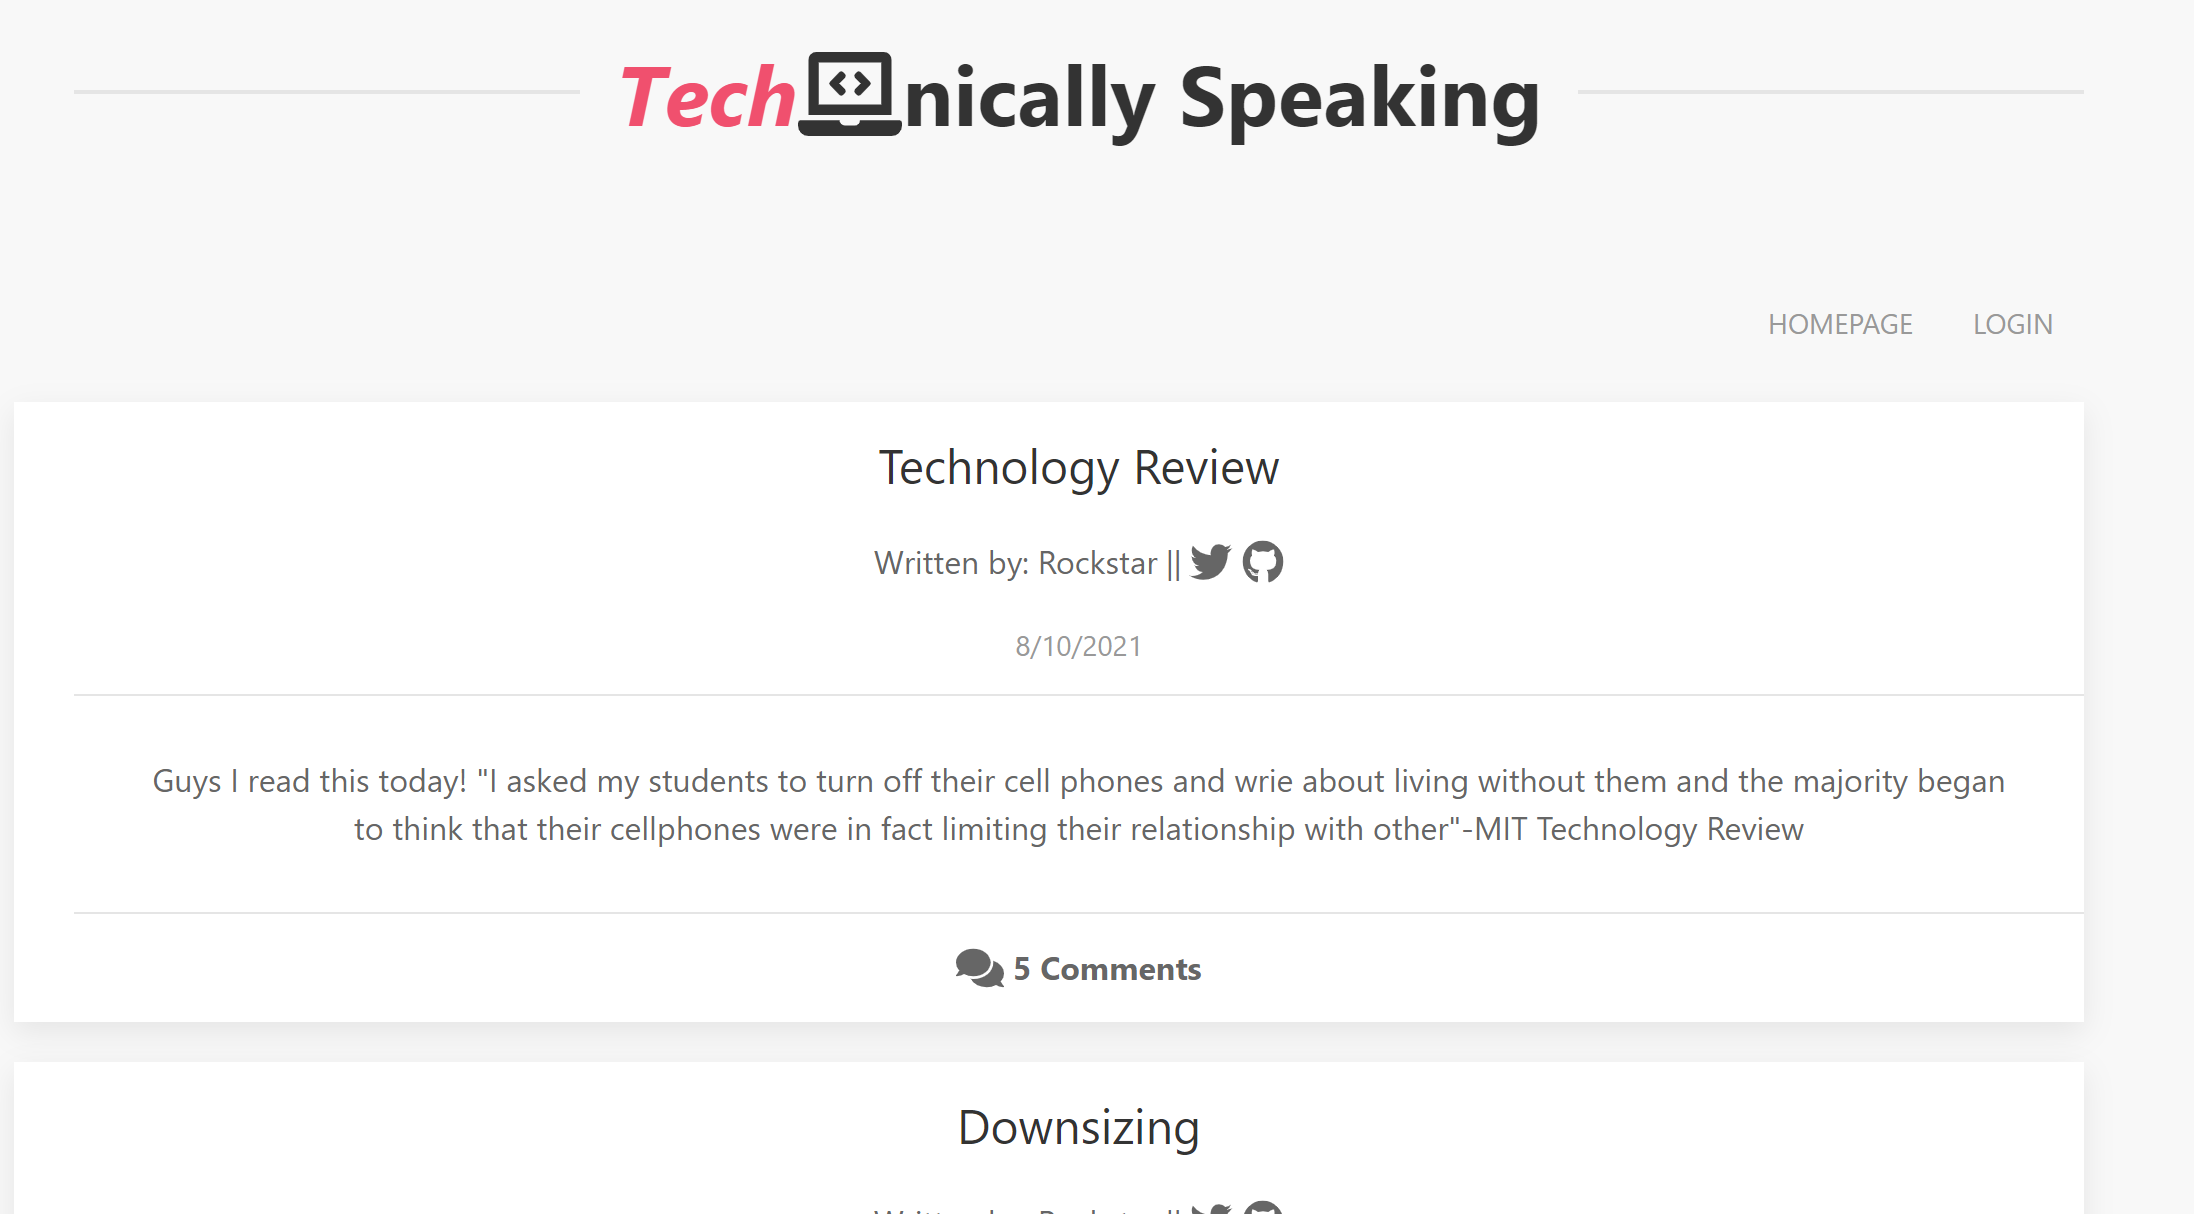 Technically Speaking
HOMEPAGE LOGIN
Technology Review
Written by: Rockstar ||
8/10/2021
Guys I read this today! "I asked my students to turn off their cell phones and wrie about living without them and the majority began
to think that their cellphones were in fact limiting their relationship with other"-MIT Technology Review
5 Comments
Downsizing